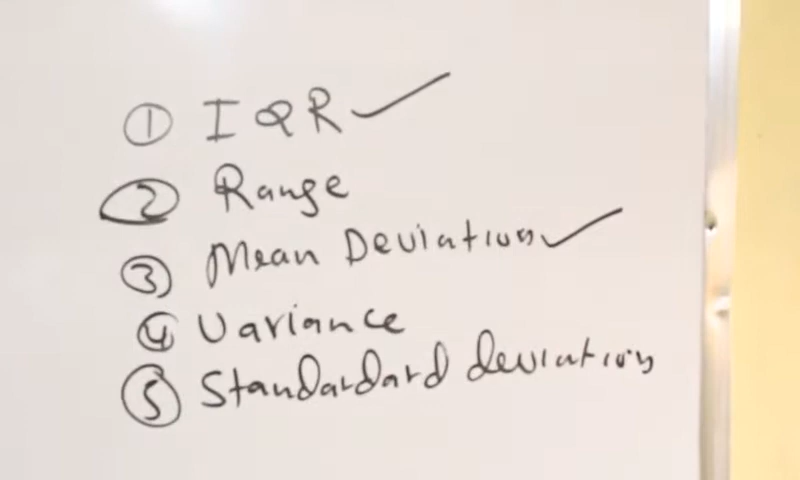 ① IQR ✓
② Range
③ Mean Deviation ✓
④ Variance
⑤ Standardard deviation